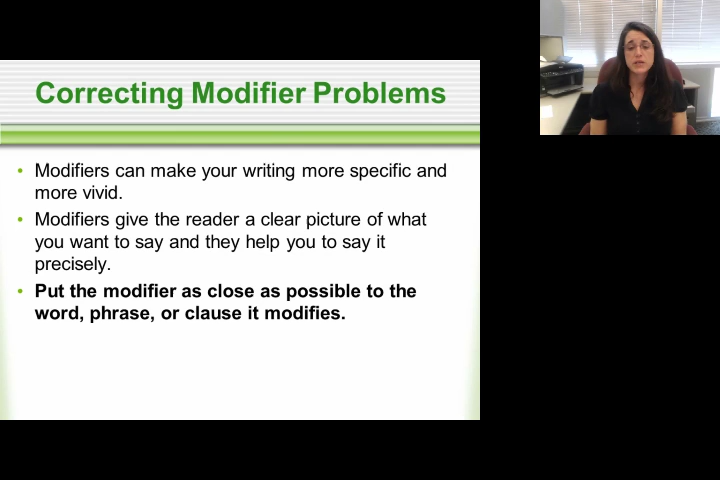 Correcting Modifier Problems
• Modifiers can make your writing more specific and
more vivid.
• Modifiers give the reader a clear picture of what
you want to say and they help you to say it
precisely.
• Put the modifier as close as possible to the
word, phrase, or clause it modifies.